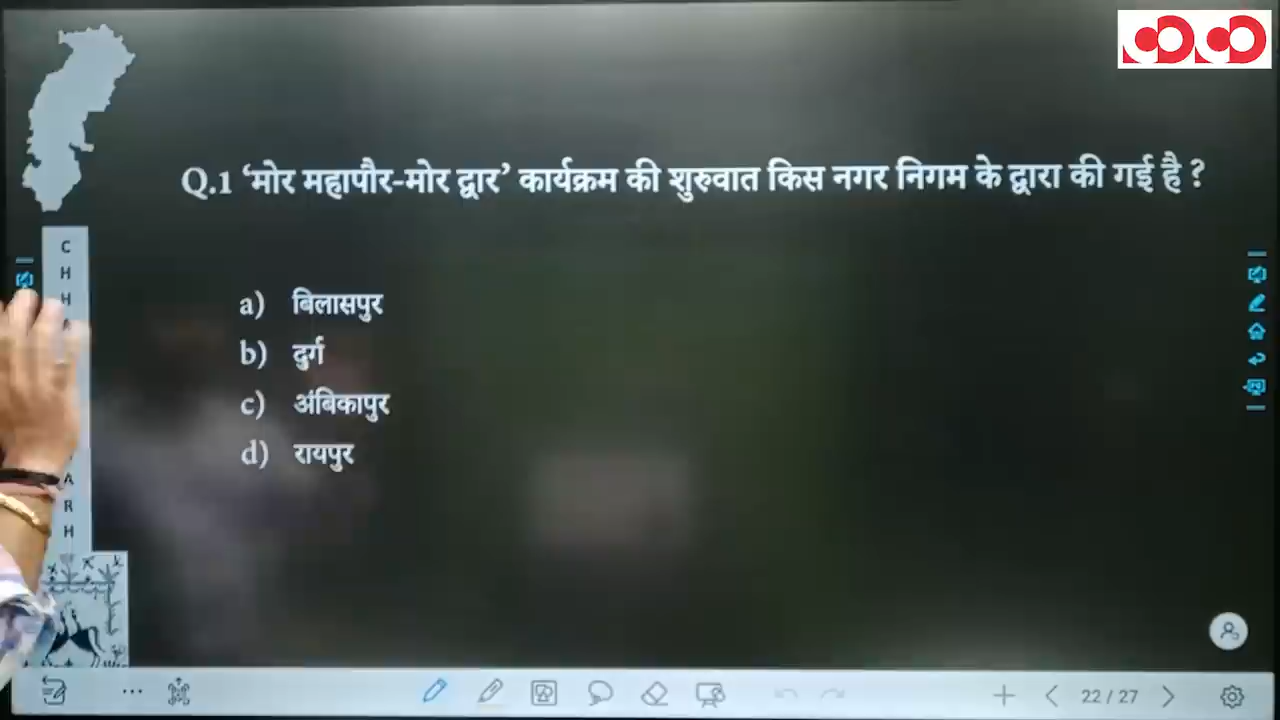 Q.1 ‘मोर महापौर-मोर द्वार’ कार्यक्रम की शुरुवात किस नगर निगम के द्वारा की गई है ?
a) बिलासपुर
b) दुर्ग
c) अंबिकापुर
d) रायपुर
C
H
H
A
R
H
22 / 27